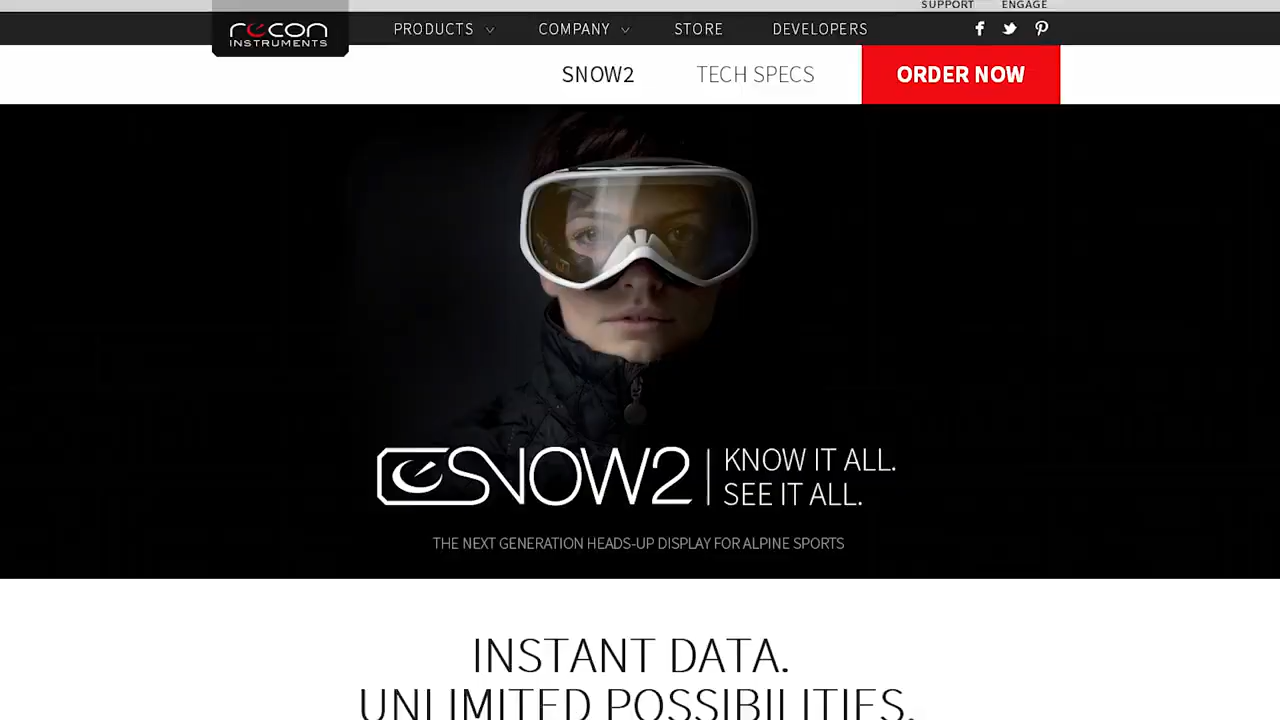 SUPPORT ENGAGE
recon
INSTRUMENTS
PRODUCTS COMPANY STORE DEVELOPERS
SNOW2 TECH SPECS ORDER NOW
SNOW2
KNOW IT ALL.
SEE IT ALL.
THE NEXT GENERATION HEADS-UP DISPLAY FOR ALPINE SPORTS
INSTANT DATA.
UNLIMITED POSSIBILITIES.